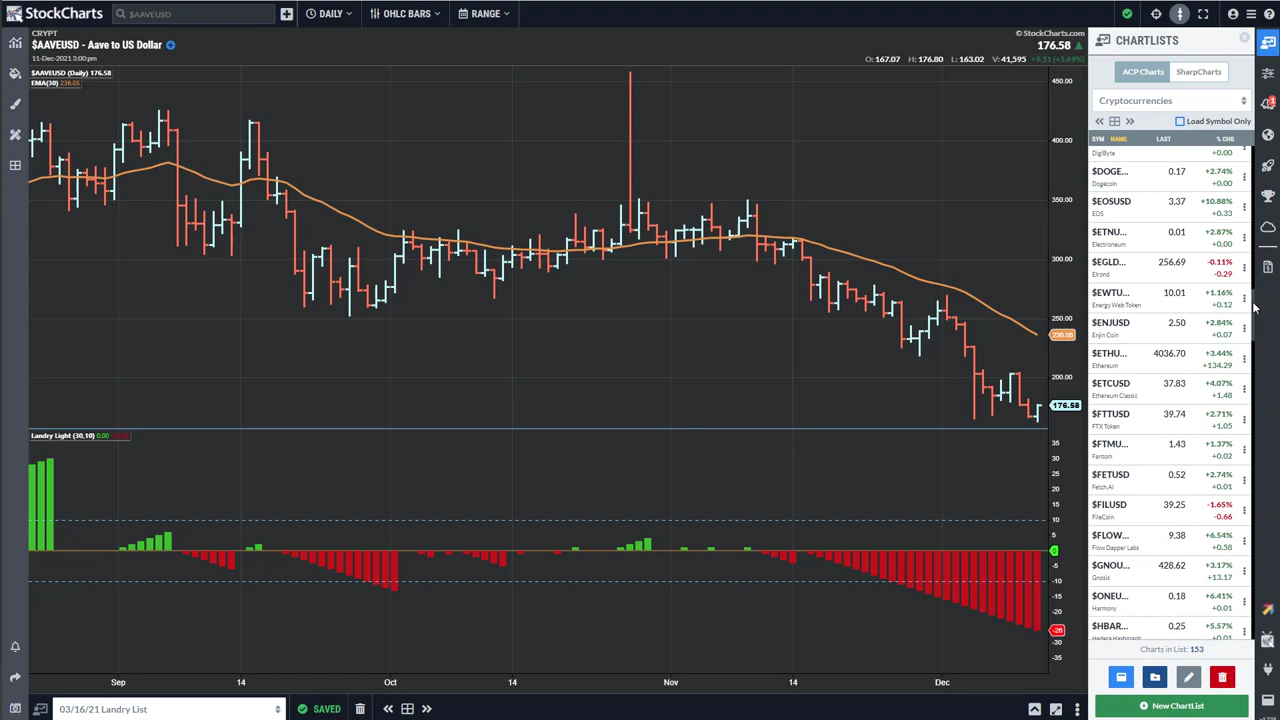 StockCharts
$AAVEUSD
DAILY
OHLC BARS
RANGE
CRYPT
$AAVEUSD - Aave to US Dollar
11-Dec-2021 3:00pm
© StockCharts.com
176.58
O: 167.07 H: 176.80 L: 163.02 V: 41,595 +9.51 (+5.69%)
$AAVEUSD (Daily) 176.58
EMA(30) 236.05
450.00
400.00
350.00
300.00
250.00
236.05
200.00
176.58
Landry Light (30,10) 0.00
35
30
25
20
15
10
5
0
-5
-10
-15
-20
-26
-30
-35
Sep
14
Oct
14
Nov
14
Dec
03/16/21 Landry List
SAVED
CHARTLISTS
ACP Charts
SharpCharts
Cryptocurrencies
Load Symbol Only
SYM NAME LAST % CHG
DigiByte +0.00
$DOGE... 0.17 +2.74%
Dogecoin +0.00
$EOSUSD 3.37 +10.88%
EOS +0.33
$ETNU... 0.01 +2.87%
Electroneum +0.00
$EGLD... 256.69 -0.11%
Elrond -0.29
$EWTU... 10.01 +1.16%
Energy Web Token +0.12
$ENJUSD 2.50 +2.84%
Enjin Coin +0.07
$ETHU... 4036.70 +3.44%
Ethereum +134.29
$ETCUSD 37.83 +4.07%
Ethereum Classic +1.48
$FTTUSD 39.74 +2.71%
FTX Token +1.05
$FTMU... 1.43 +1.37%
Fantom +0.02
$FETUSD 0.52 +2.74%
Fetch.AI +0.01
$FILUSD 39.25 -1.65%
FileCoin -0.66
$FLOW... 9.38 +6.54%
Flow Dapper Labs +0.58
$GNOU... 428.62 +3.17%
Gnosis +13.17
$ONEU... 0.18 +6.41%
Harmony +0.01
$HBAR... 0.25 +5.57%
Hedera Hashgraph +0.01
Charts in List: 153
New ChartList